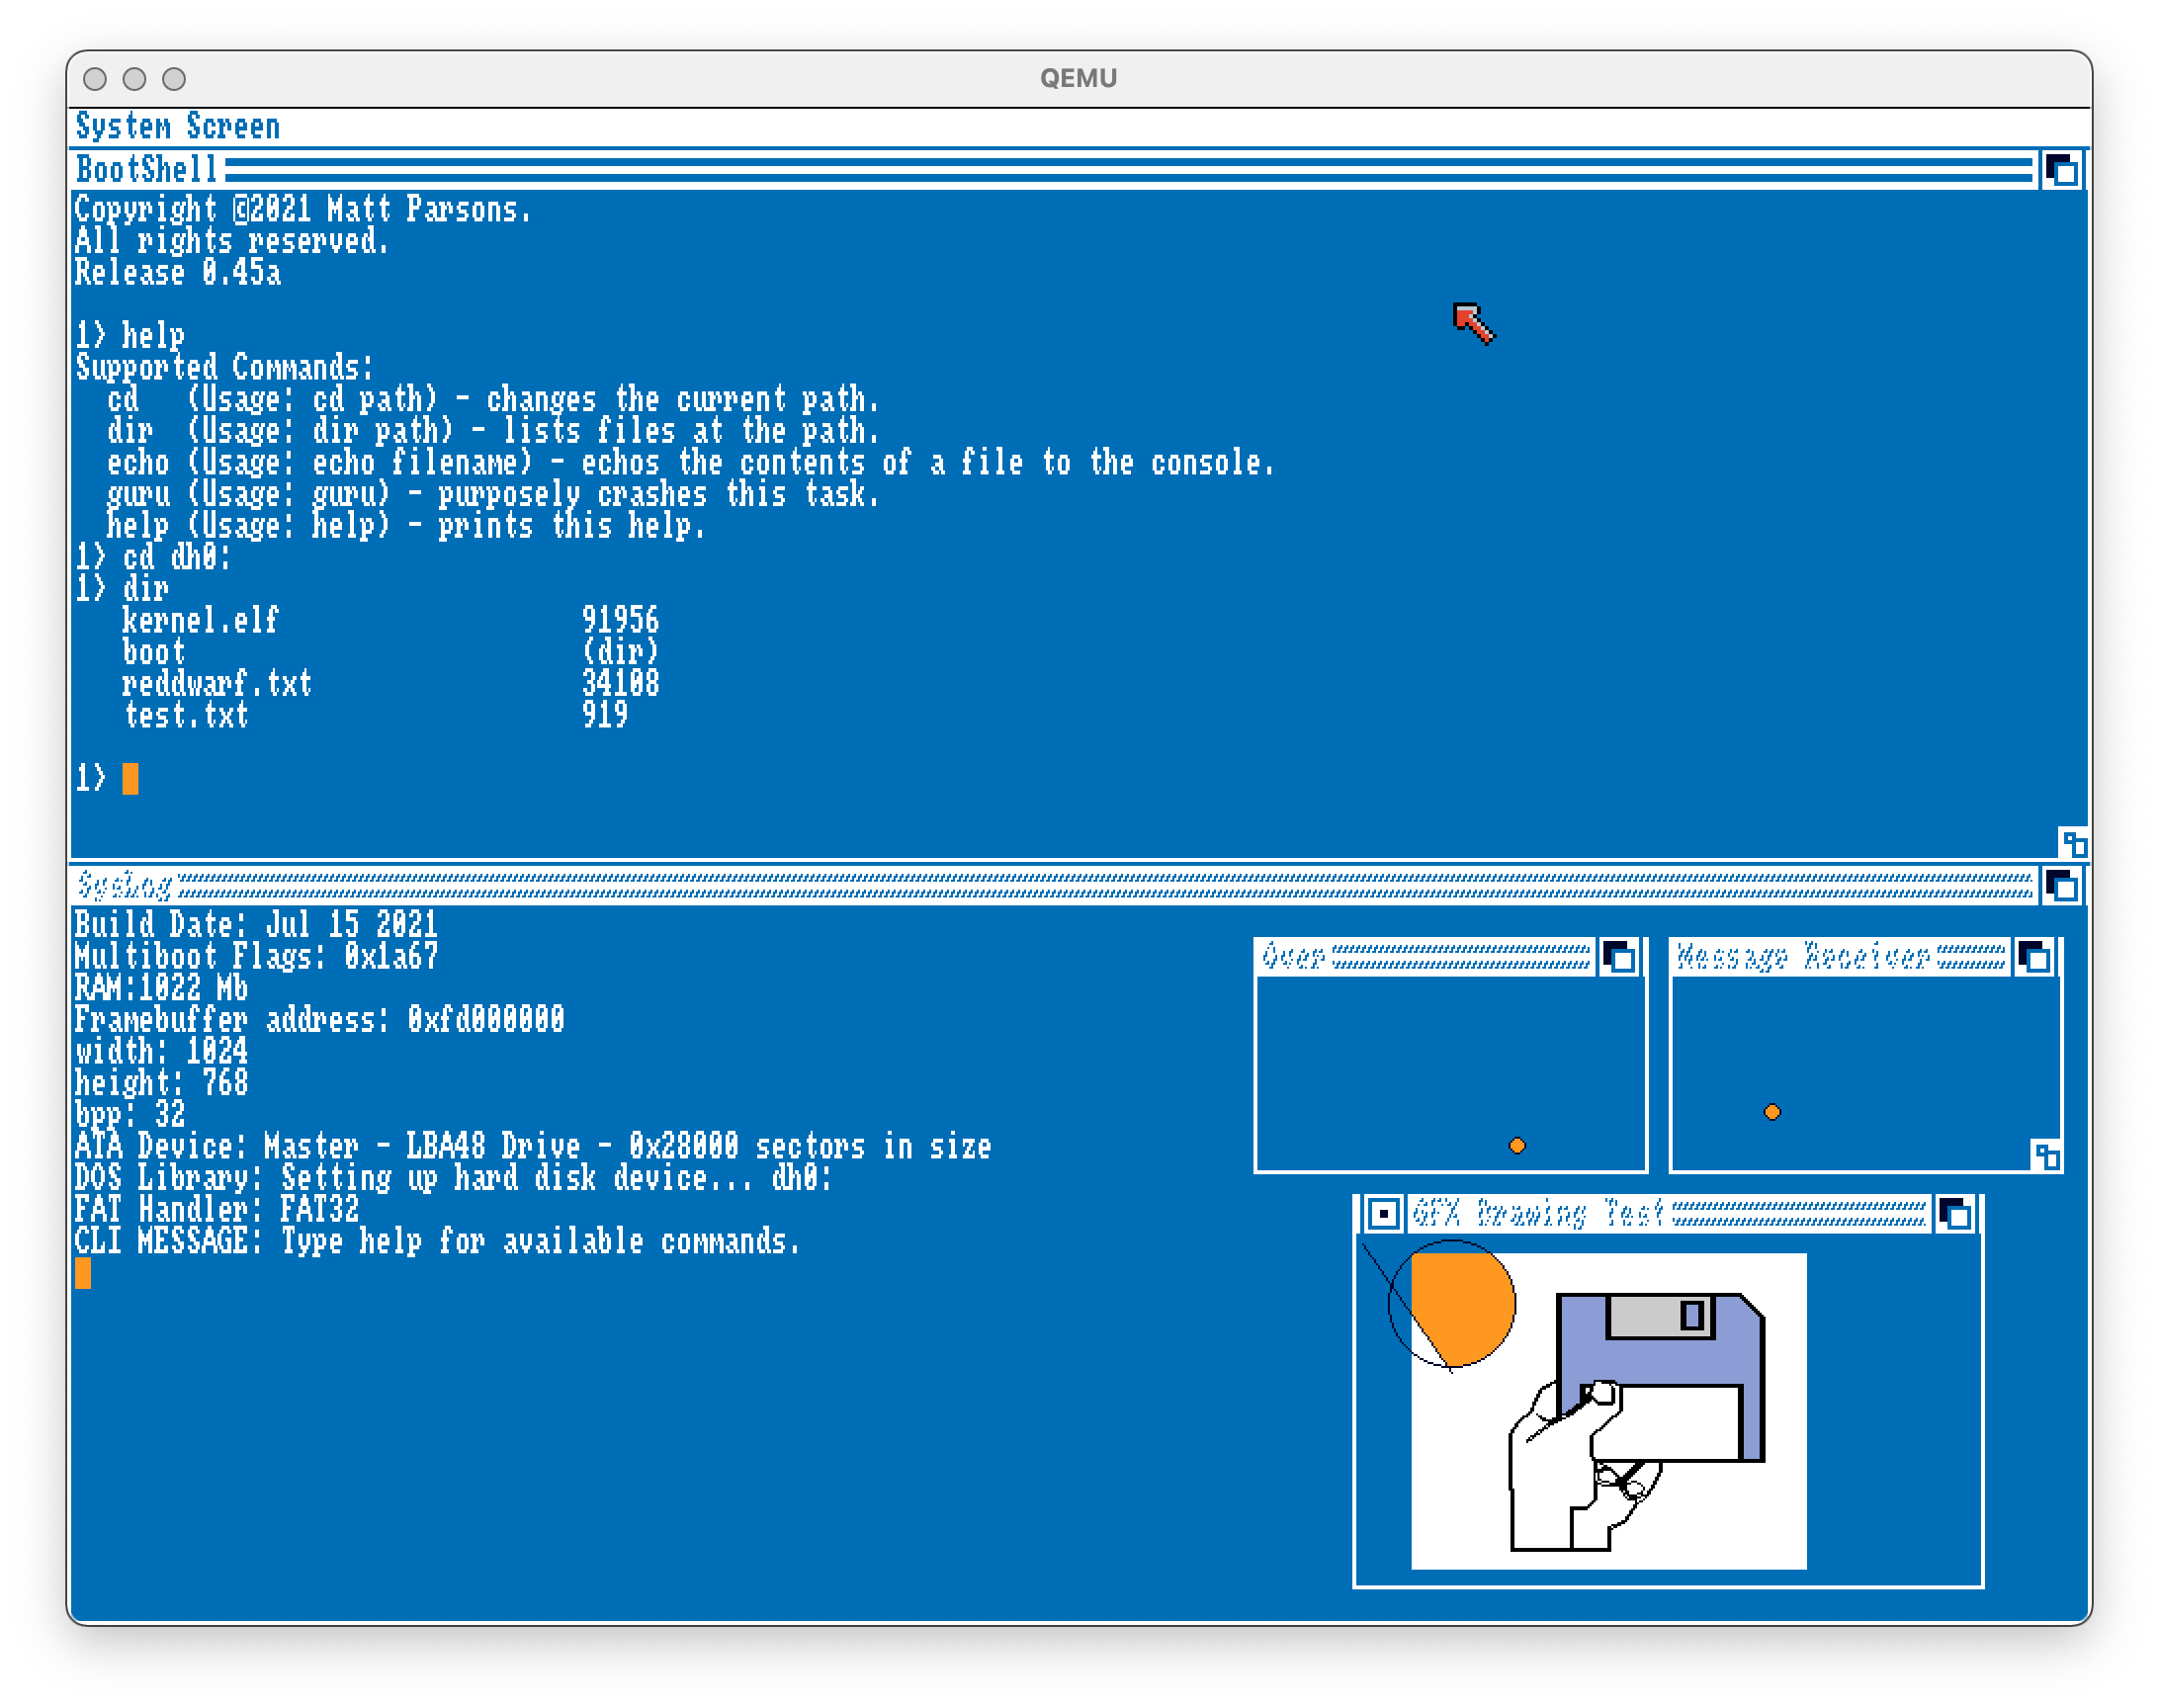 QEMU
System Screen
BootShell
Copyright ©2021 Matt Parsons.
All rights reserved.
Release 0.45a
1> help
Supported Commands:
cd   (Usage: cd path) - changes the current path.
dir  (Usage: dir path) - lists files at the path.
echo (Usage: echo filename) - echos the contents of a file to the console.
guru (Usage: guru) - purposely crashes this task.
help (Usage: help) - prints this help.
1> cd dh0:
1> dir
kernel.elf 91956
boot (dir)
reddwarf.txt 34108
test.txt 919
1>
SysLog
Build Date: Jul 15 2021
Multiboot Flags: 0x1a67
RAM:1022 Mb
Framebuffer address: 0xfd000000
width: 1024
height: 768
bpp: 32
ATA Device: Master - LBA48 Drive - 0x28000 sectors in size
DOS Library: Setting up hard disk device... dh0:
FAT Handler: FAT32
CLI MESSAGE: Type help for available commands.
Over
Message Receiver
GFX Drawing Test